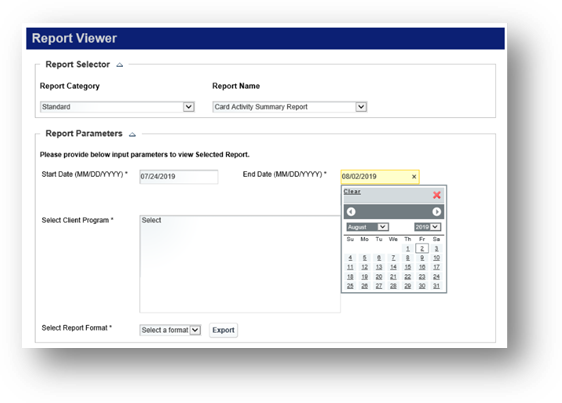 Report Viewer
Report Selector
Report Category Report Name
Standard Card Activity Summary Report
Report Parameters
Please provide below input parameters to view Selected Report.
Start Date (MM/DD/YYYY) * 07/24/2019 End Date (MM/DD/YYYY) * 08/02/2019 ×
Clear
August 2019
Su Mo Tu We Th Fr Sa
1 2 3
4 5 6 7 8 9 10
11 12 13 14 15 16 17
18 19 20 21 22 23 24
25 26 27 28 29 30 31
Select Client Program * Select
Select Report Format * Select a format Export